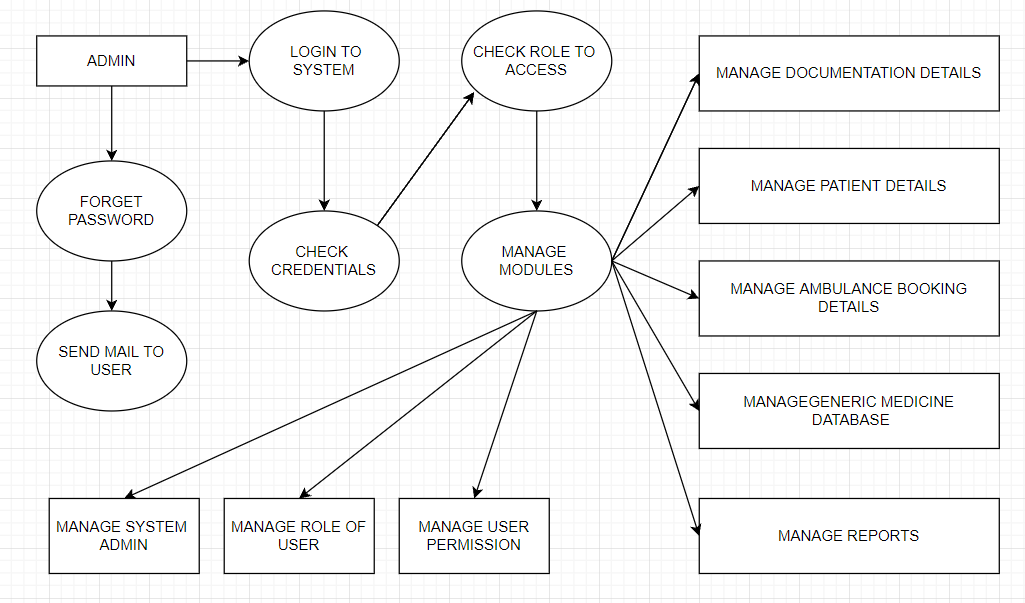 ADMIN
LOGIN TO
SYSTEM
CHECK ROLE TO
ACCESS
MANAGE DOCUMENTATION DETAILS
FORGET
PASSWORD
CHECK
CREDENTIALS
MANAGE
MODULES
MANAGE PATIENT DETAILS
MANAGE AMBULANCE BOOKING
DETAILS
SEND MAIL TO
USER
MANAGEGENERIC MEDICINE
DATABASE
MANAGE SYSTEM
ADMIN
MANAGE ROLE OF
USER
MANAGE USER
PERMISSION
MANAGE REPORTS